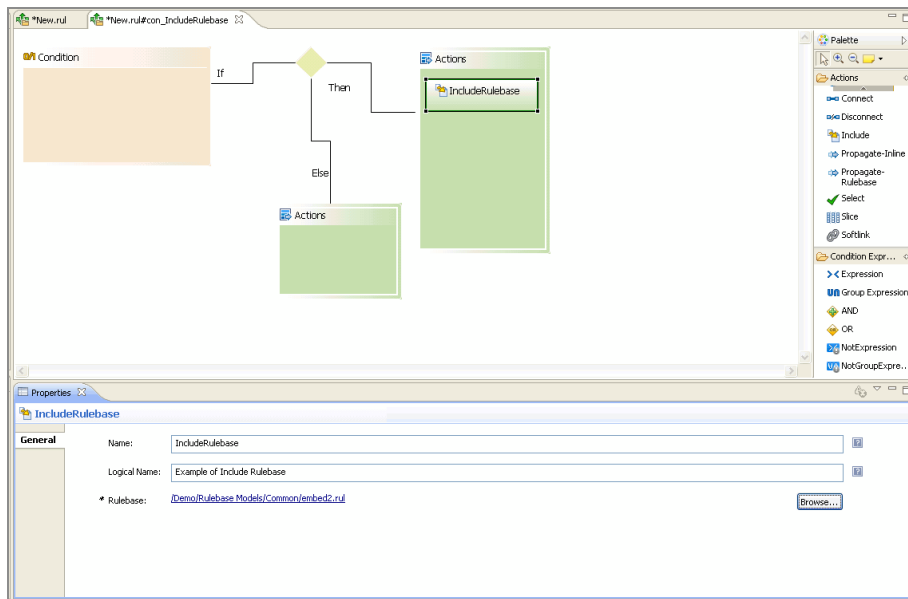 *New.rul
*New.rul#con_IncludeRulebase
Condition
If
Then
Else
Actions
IncludeRulebase
Actions
Palette
Actions
Connect
Disconnect
Include
Propagate-Inline
Propagate-
Rulebase
Select
Slice
Softlink
Condition Expr...
Expression
Group Expression
AND
OR
NotExpression
NotGroupExpre...
Properties
IncludeRulebase
General
Name: IncludeRulebase
Logical Name: Example of Include Rulebase
* Rulebase: /Demo/Rulebase Models/Common/embed2.rul
Browse...